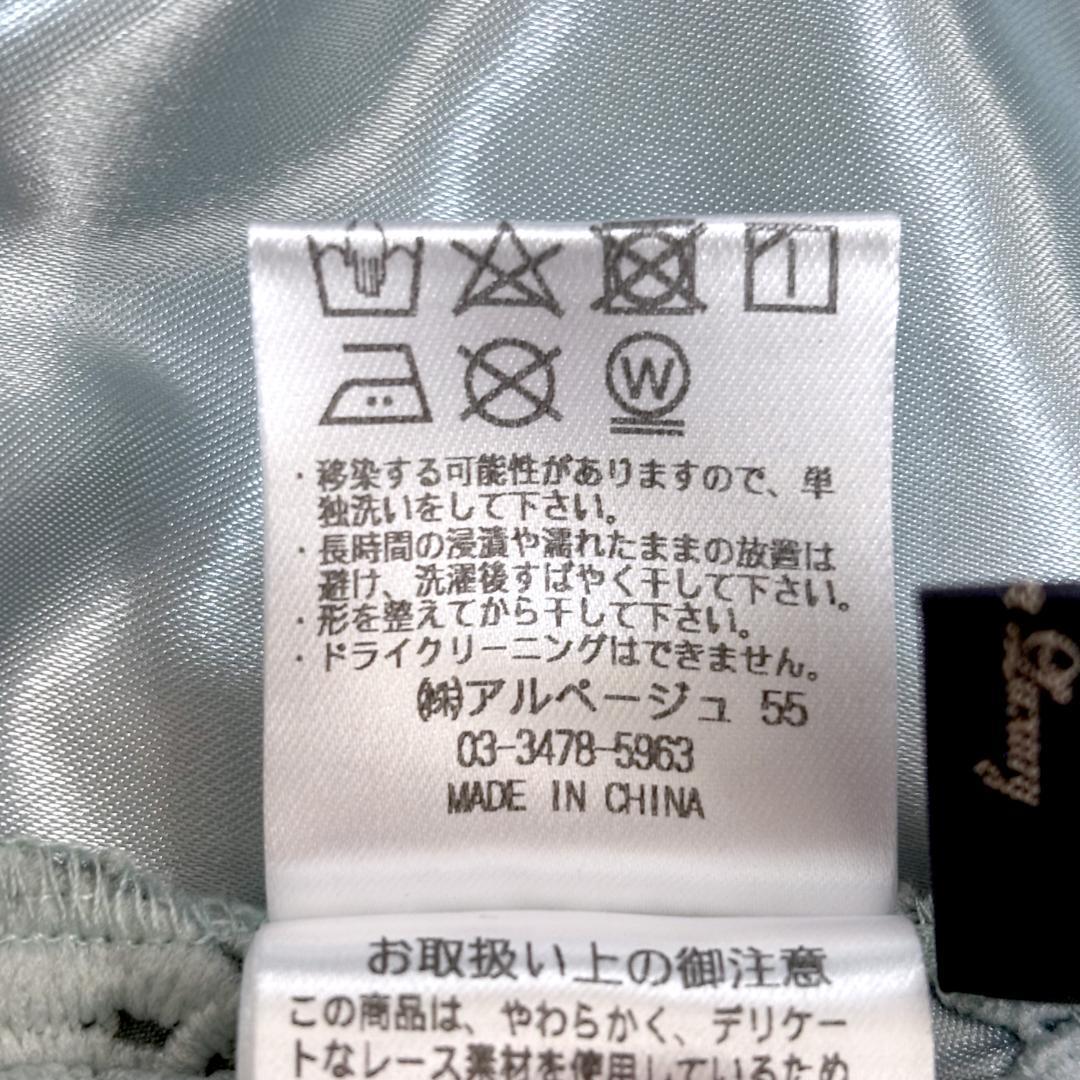 W
・移染する可能性がありますので、単
独洗いをして下さい。
・長時間の浸漬や濡れたままの放置は
避け、洗濯後すばやく干して下さい。
・形を整えてから干して下さい。
・ドライクリーニングはできません。
㈱アルページュ 55
03-3478-5963
MADE IN CHINA
お取扱い上の御注意
この商品は、やわらかく、デリケー
トなレース素材を使用しているため